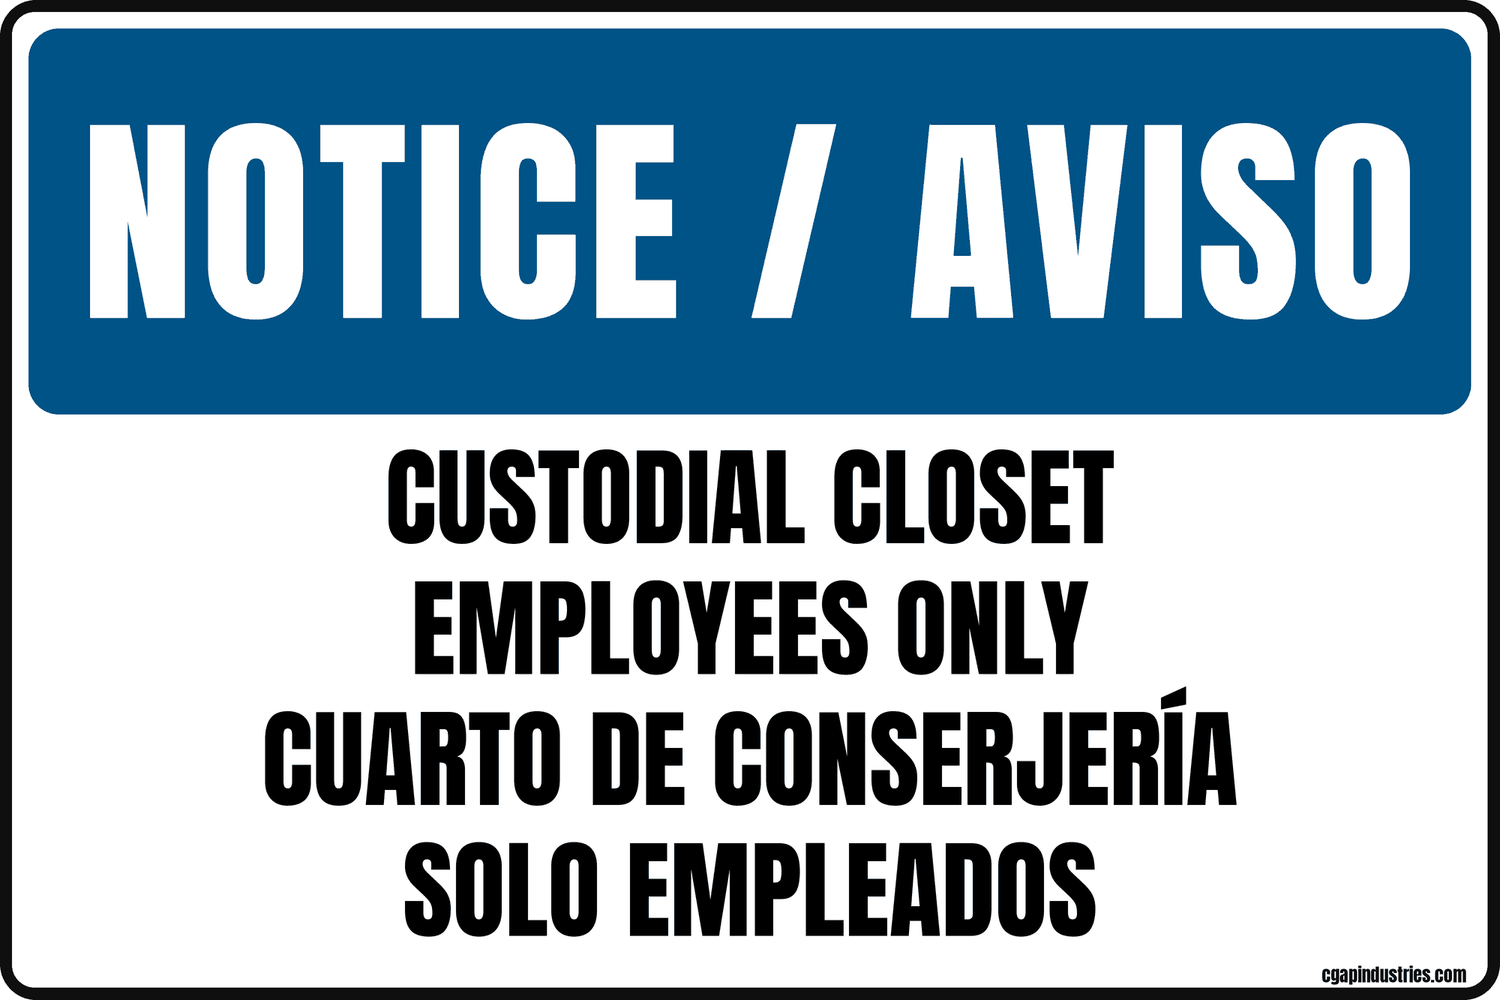 NOTICE / AVISO
CUSTODIAL CLOSET
EMPLOYEES ONLY
CUARTO DE CONSERJERÍA
SOLO EMPLEADOS
cgapindustries.com